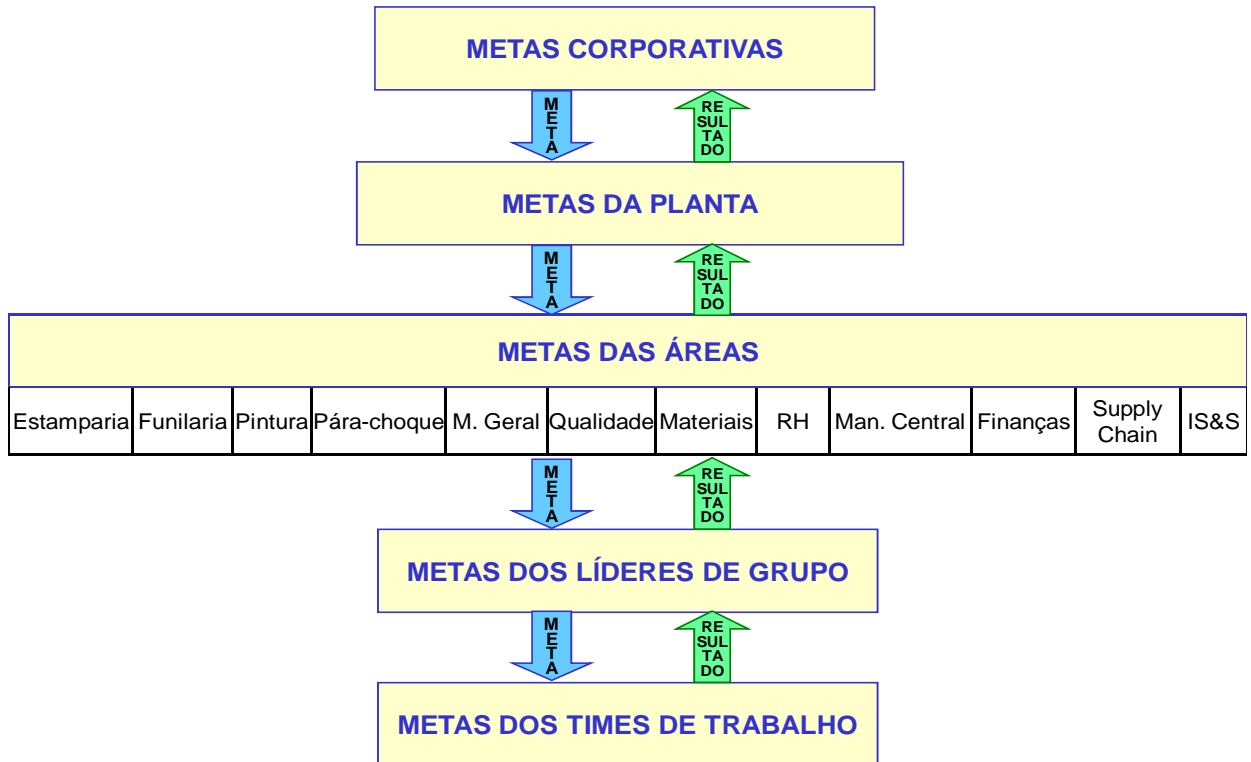 METAS CORPORATIVAS
M
E
T
A
RE
SUL
TA
DO
METAS DA PLANTA
M
E
T
A
RE
SUL
TA
DO
METAS DAS ÁREAS
Estamparia Funilaria Pintura Pára-choque M. Geral Qualidade Materiais RH Man. Central Finanças Supply Chain IS&S
M
E
T
A
RE
SUL
TA
DO
METAS DOS LÍDERES DE GRUPO
M
E
T
A
RE
SUL
TA
DO
METAS DOS TIMES DE TRABALHO